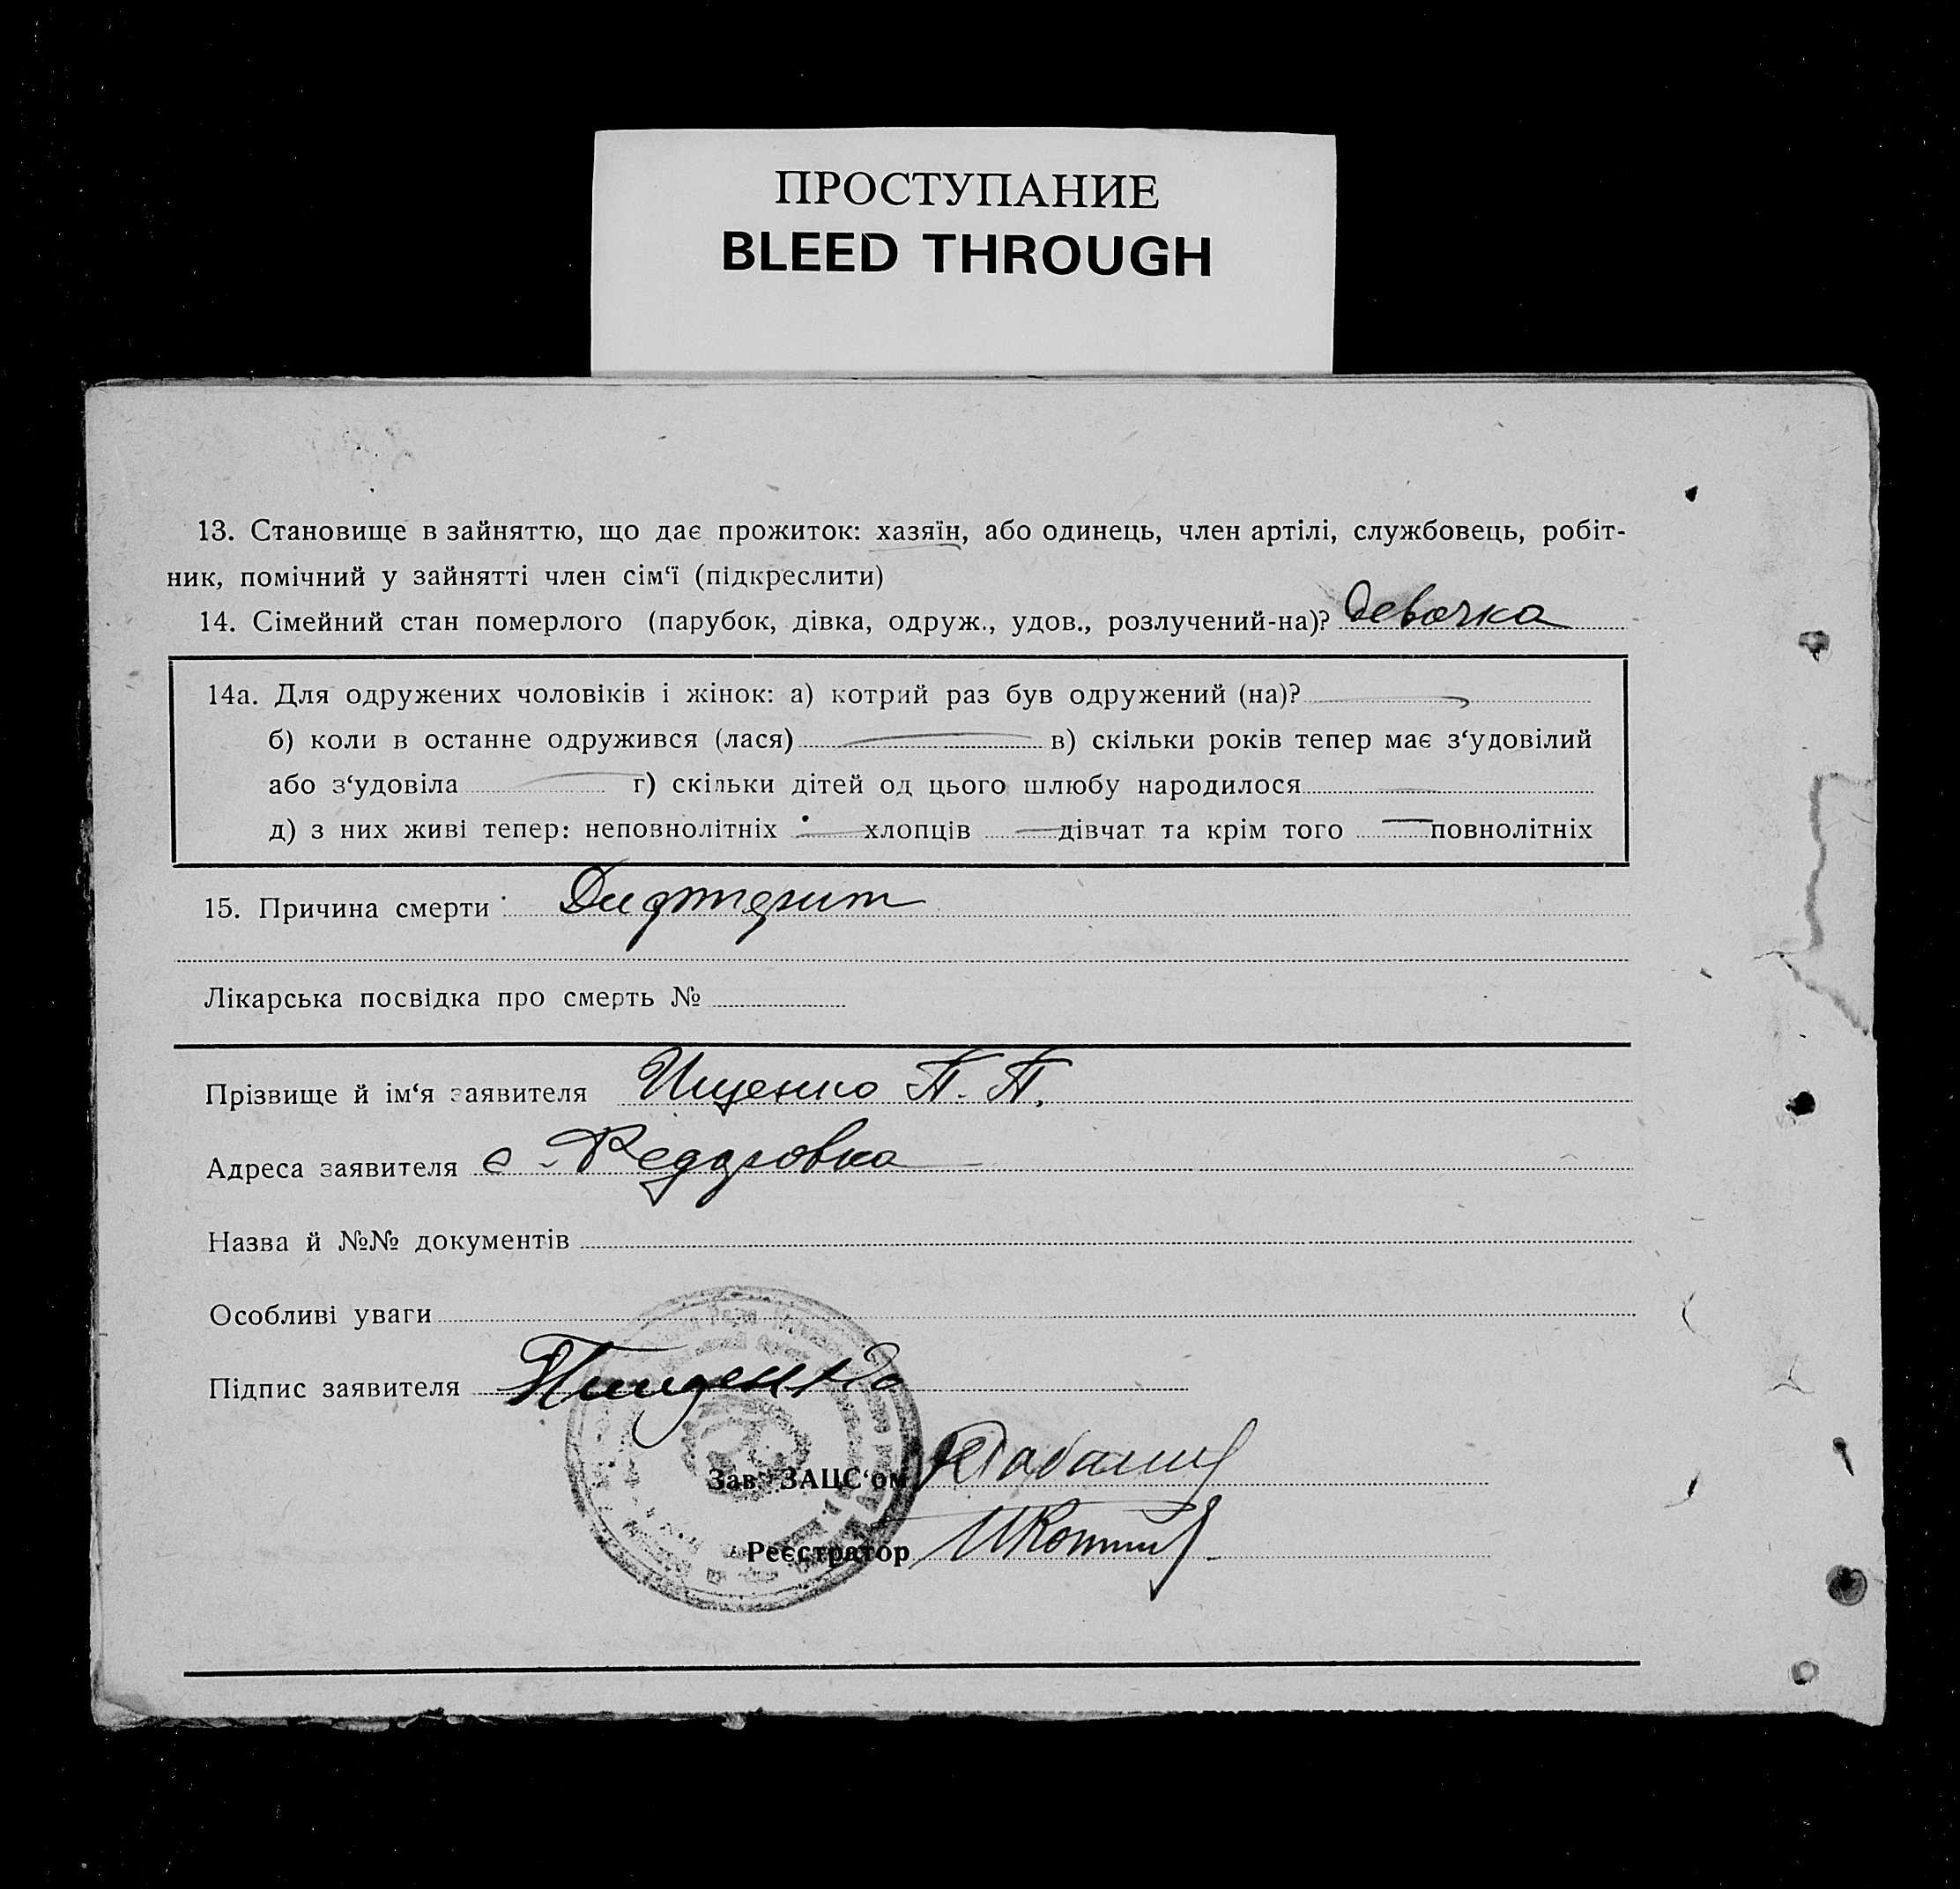 ПРОСТУПАНИЕ
BLEED THROUGH
13. Становище в зайняттю, що дає прожиток: хазяїн, або одинець, член артілі, службовець, робіт-
ник, помічний у зайнятті член сім‘ї (підкреслити)
14. Сімейний стан померлого (парубок, дівка, одруж., удов., розлучений-на)? Девочка
14а. Для одружених чоловіків і жінок: а) котрий раз був одружений (на)?
б) коли в останне одружився (лася) в) скільки років тепер має з‘удовілий
або з‘удовіла г) скільки дітей од цього шлюбу народилося
д) з них живі тепер: неповнолітніх хлопців дівчат та крім того повнолітніх
15. Причина смерти Дифтерит
Лікарська посвідка про смерть №
Прізвище й ім‘я заявителя Ищенко П. П.
Адреса заявителя с. Федоровка
Назва й №№ документів
Особливі уваги
Підпис заявителя
Зав. ЗАЦС‘ом
Реєстратор